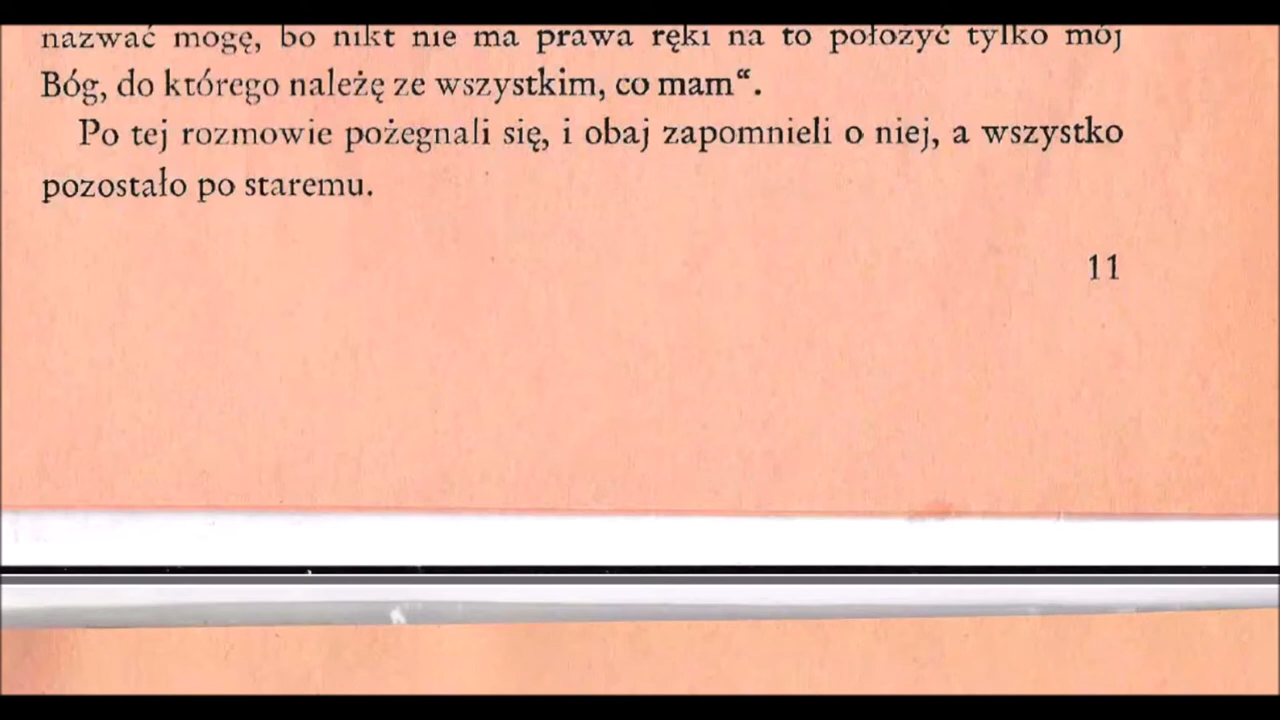 nazwać mogę, bo nikt nie ma prawa ręki na to położyć tylko mój
Bóg, do którego należę ze wszystkim, co mam“.
Po tej rozmowie pożegnali się, i obaj zapomnieli o niej, a wszystko
pozostało po staremu.
11